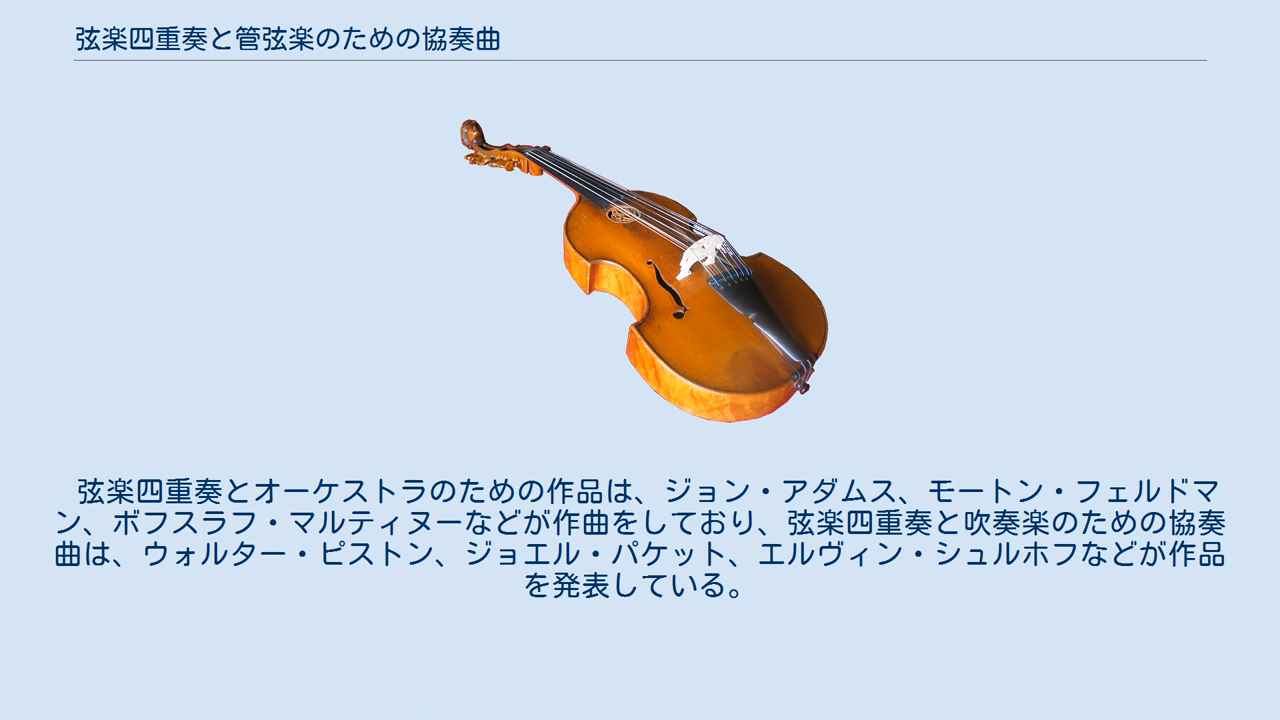 弦楽四重奏と管弦楽のための協奏曲
弦楽四重奏とオーケストラのための作品は、ジョン・アダムス、モートン・フェルドマ
ン、ボフスラフ・マルティヌーなどが作曲をしており、弦楽四重奏と吹奏楽のための協奏
曲は、ウォルター・ピストン、ジョエル・パケット、エルヴィン・シュルホフなどが作品
を発表している。